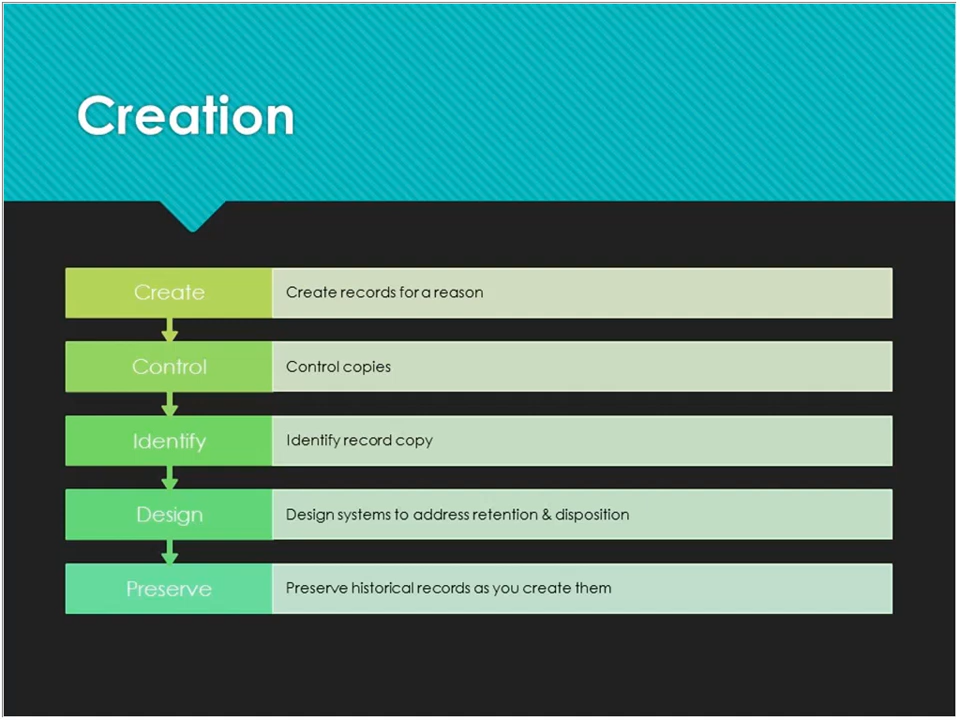 Creation
Create
Create records for a reason
Control
Control copies
Identify
Identify record copy
Design
Design systems to address retention & disposition
Preserve
Preserve historical records as you create them